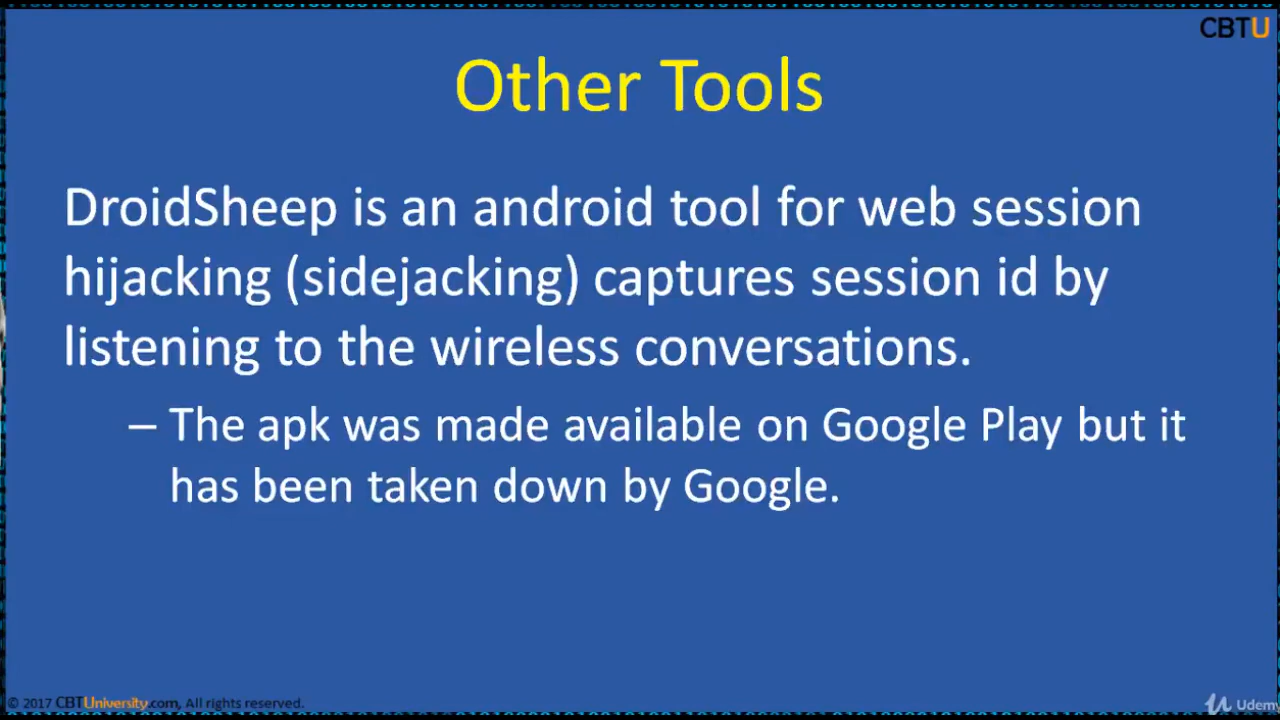 CBTU
Other Tools
DroidSheep is an android tool for web session
hijacking (sidejacking) captures session id by
listening to the wireless conversations.
– The apk was made available on Google Play but it
has been taken down by Google.
© 2017 CBTUniversity.com, All rights reserved.
Udemy